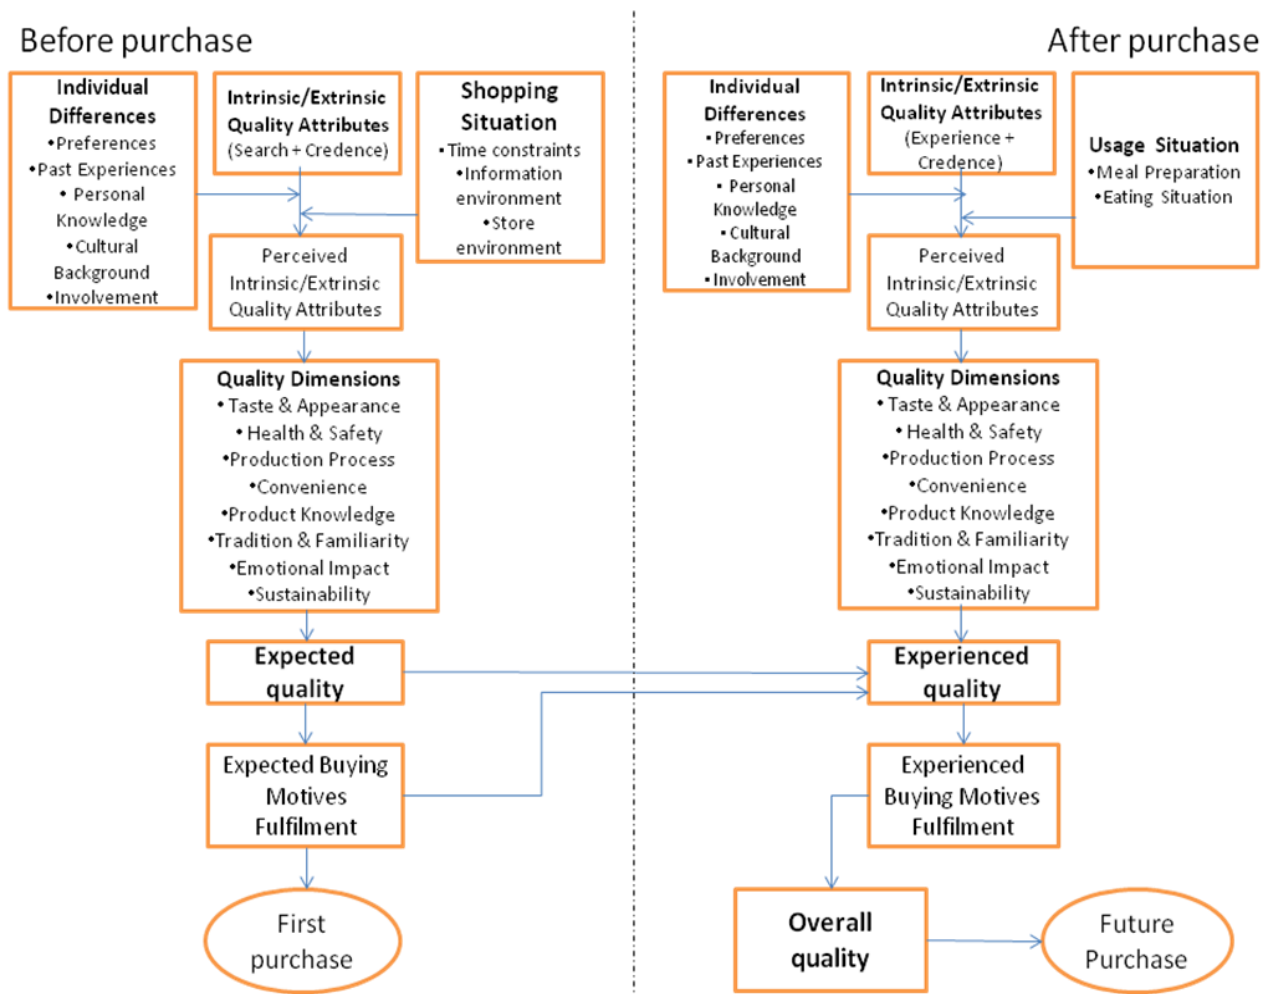 Before purchase
After purchase
Individual
Differences
•Preferences
•Past Experiences
• Personal
Knowledge
•Cultural
Background
•Involvement
Intrinsic/Extrinsic
Quality Attributes
(Search + Credence)
Shopping
Situation
•Time constraints
•Information
environment
•Store
environment
Perceived
Intrinsic/Extrinsic
Quality Attributes
Quality Dimensions
• Taste & Appearance
• Health & Safety
•Production Process
•Convenience
•Product Knowledge
•Tradition & Familiarity
•Emotional Impact
•Sustainability
Expected
quality
Expected Buying
Motives
Fulfilment
First
purchase
Individual
Differences
• Preferences
• Past Experiences
• Personal
Knowledge
• Cultural
Background
• Involvement
Intrinsic/Extrinsic
Quality Attributes
(Experience +
Credence)
Usage Situation
•Meal Preparation
•Eating Situation
Perceived
Intrinsic/Extrinsic
Quality Attributes
Quality Dimensions
• Taste & Appearance
• Health & Safety
•Production Process
•Convenience
•Product Knowledge
•Tradition & Familiarity
•Emotional Impact
•Sustainability
Experienced
quality
Experienced
Buying Motives
Fulfilment
Overall
quality
Future
Purchase